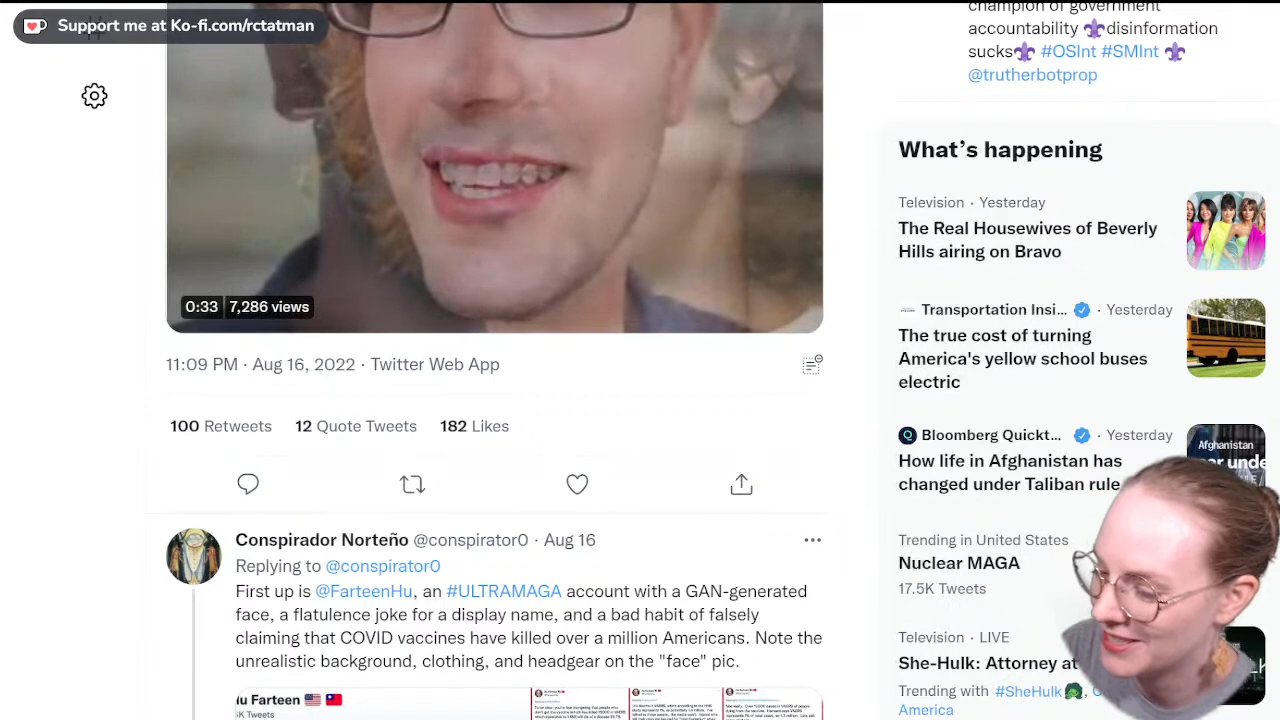 Support me at Ko-fi.com/rctatman
champion of government
accountability ⚜️disinformation
sucks⚜️ #OSInt #SMInt ⚜️
@trutherbotprop
What's happening
Television · Yesterday
The Real Housewives of Beverly
Hills airing on Bravo
Transportation Insi... · Yesterday
The true cost of turning
America's yellow school buses
electric
Bloomberg Quickt... · Yesterday
How life in Afghanistan has
changed under Taliban rule
Afghanistan
Trending in United States
Nuclear MAGA
17.5K Tweets
Television · LIVE
She-Hulk: Attorney at
Trending with #SheHulk
America
0:33 7,286 views
11:09 PM · Aug 16, 2022 · Twitter Web App
100 Retweets 12 Quote Tweets 182 Likes
Conspirador Norteño @conspirator0 · Aug 16
Replying to @conspirator0
First up is @FarteenHu, an #ULTRAMAGA account with a GAN-generated
face, a flatulence joke for a display name, and a bad habit of falsely
claiming that COVID vaccines have killed over a million Americans. Note the
unrealistic background, clothing, and headgear on the "face" pic.
Farteen
K Tweets